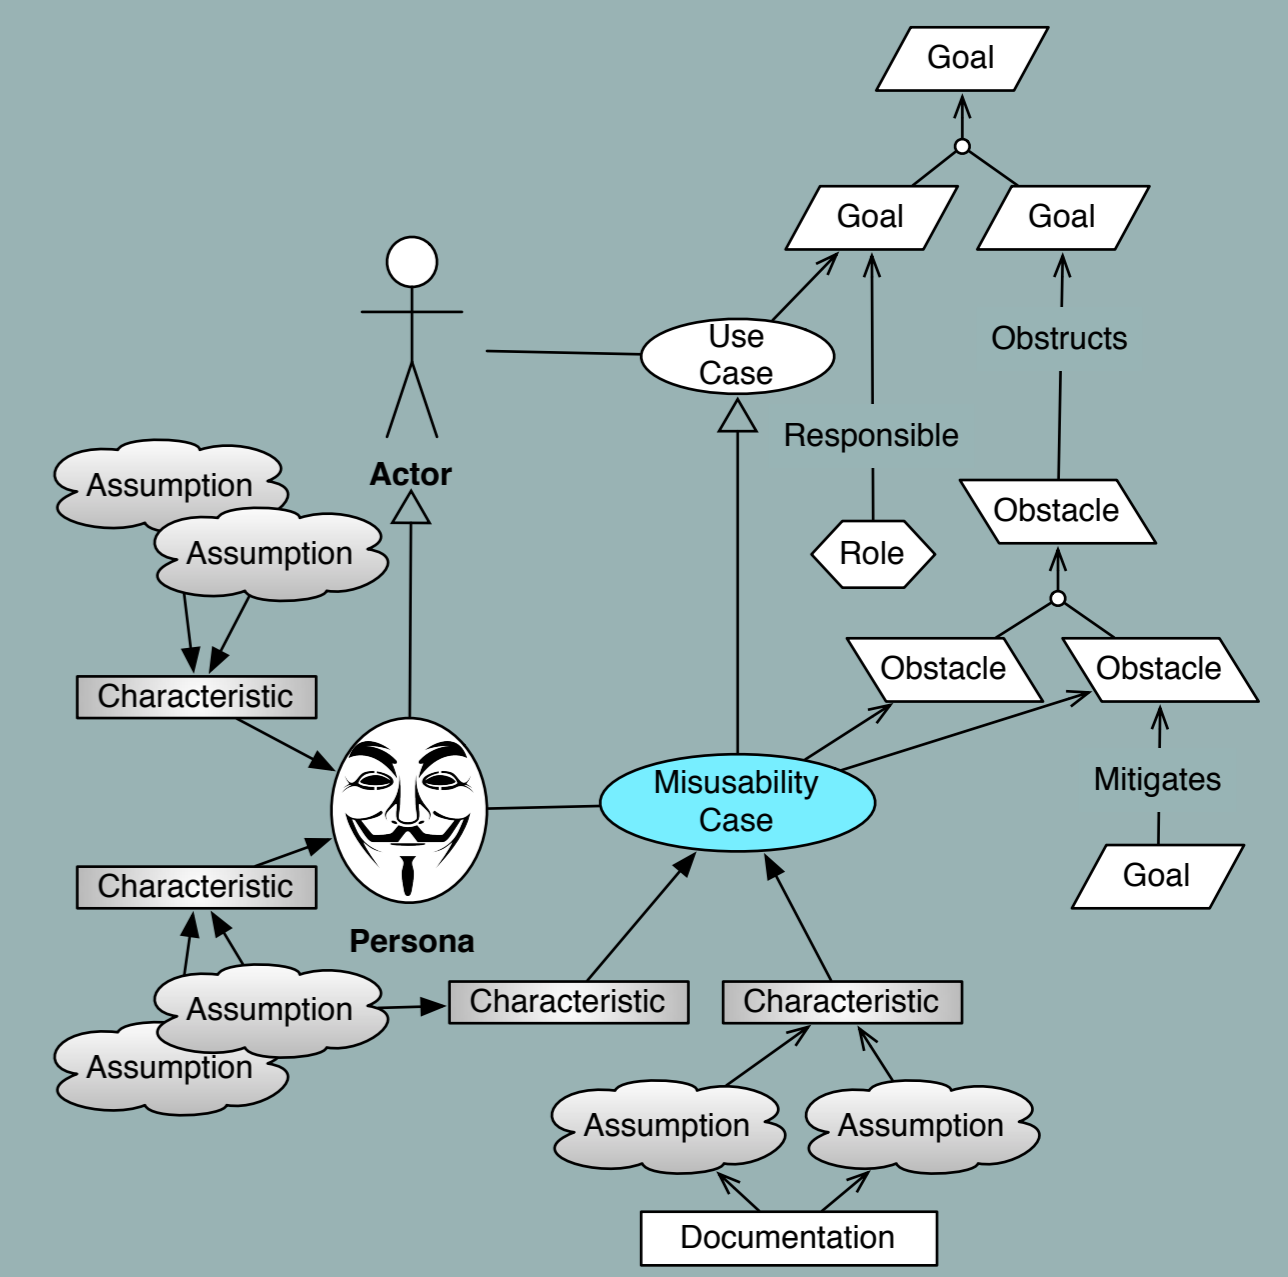 Goal
Goal
Goal
Use
Case
Obstructs
Responsible
Actor
Assumption
Assumption
Obstacle
Role
Characteristic
Obstacle
Obstacle
Misusability
Case
Mitigates
Goal
Characteristic
Persona
Characteristic
Characteristic
Assumption
Assumption
Assumption
Assumption
Documentation